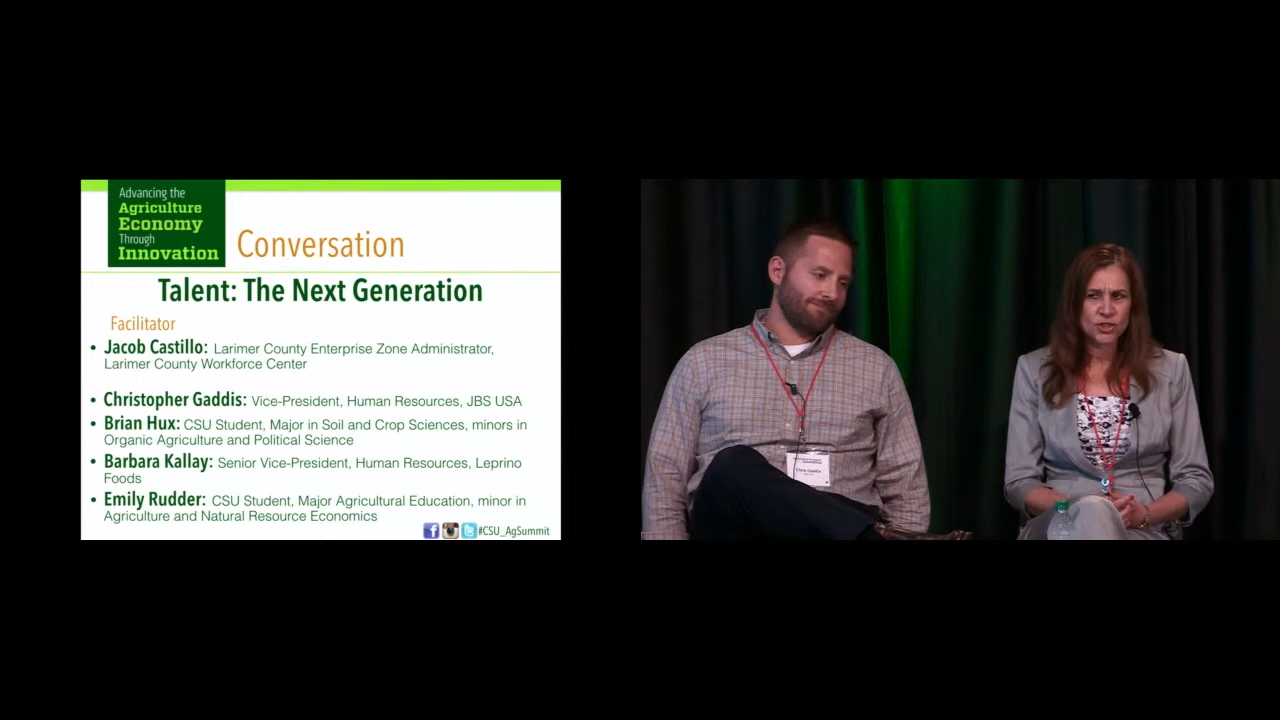 Advancing the
Agriculture
Economy
Through
Innovation
Conversation
Talent: The Next Generation
Facilitator
• Jacob Castillo: Larimer County Enterprise Zone Administrator,
Larimer County Workforce Center
• Christopher Gaddis: Vice-President, Human Resources, JBS USA
• Brian Hux: CSU Student, Major in Soil and Crop Sciences, minors in
Organic Agriculture and Political Science
• Barbara Kallay: Senior Vice-President, Human Resources, Leprino
Foods
• Emily Rudder: CSU Student, Major Agricultural Education, minor in
Agriculture and Natural Resource Economics
#CSU_AgSummit
Chris Gaddis